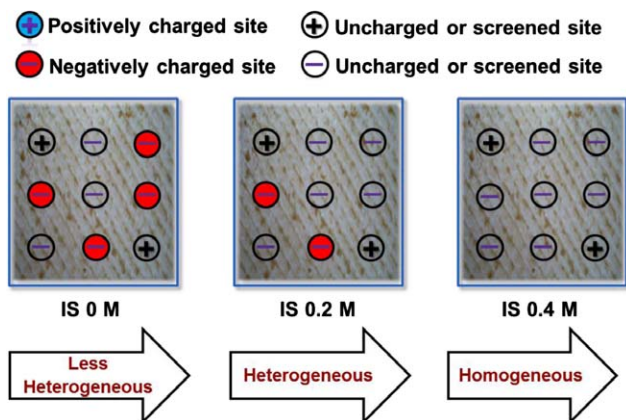 Positively charged site
Uncharged or screened site
Negatively charged site
Uncharged or screened site
IS 0 M
IS 0.2 M
IS 0.4 M
Less
Heterogeneous
Heterogeneous
Homogeneous